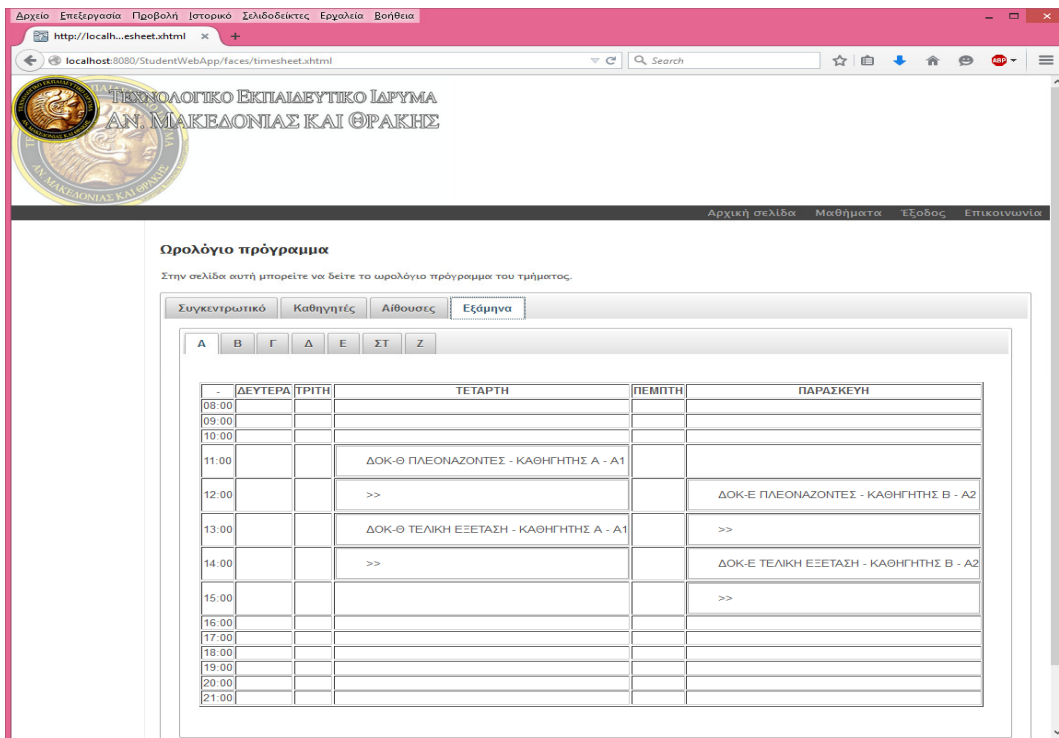 Αρχείο Επεξεργασία Προβολή Ιστορικό Σελιδοδείκτες Εργαλεία Βοήθεια
http://localh...esheet.xhtml × +
localhost:8080/StudentWebApp/faces/timesheet.xhtml Search ABP
ΤΕΧΝΟΛΟΓΙΚΟ ΕΚΠΑΙΔΕΥΤΙΚΟ ΙΔΡΥΜΑ
ΑΝ. ΜΑΚΕΔΟΝΙΑΣ ΚΑΙ ΘΡΑΚΗΣ
Αρχική σελίδα Μαθήματα Έξοδος Επικοινωνία
Ωρολόγιο πρόγραμμα
Στην σελίδα αυτή μπορείτε να δείτε το ωρολόγιο πρόγραμμα του τμήματος.
Συγκεντρωτικό Καθηγητές Αίθουσες Εξάμηνα
Α Β Γ Δ Ε ΣΤ Ζ
- ΔΕΥΤΕΡΑ ΤΡΙΤΗ ΤΕΤΑΡΤΗ ΠΕΜΠΤΗ ΠΑΡΑΣΚΕΥΗ
08:00
09:00
10:00
11:00 ΔΟΚ-Θ ΠΛΕΟΝΑΖΟΝΤΕΣ - ΚΑΘΗΓΗΤΗΣ Α - Α1
12:00 >> ΔΟΚ-Ε ΠΛΕΟΝΑΖΟΝΤΕΣ - ΚΑΘΗΓΗΤΗΣ Β - Α2
13:00 ΔΟΚ-Θ ΤΕΛΙΚΗ ΕΞΕΤΑΣΗ - ΚΑΘΗΓΗΤΗΣ Α - Α1 >>
14:00 >> ΔΟΚ-Ε ΤΕΛΙΚΗ ΕΞΕΤΑΣΗ - ΚΑΘΗΓΗΤΗΣ Β - Α2
15:00 >>
16:00
17:00
18:00
19:00
20:00
21:00